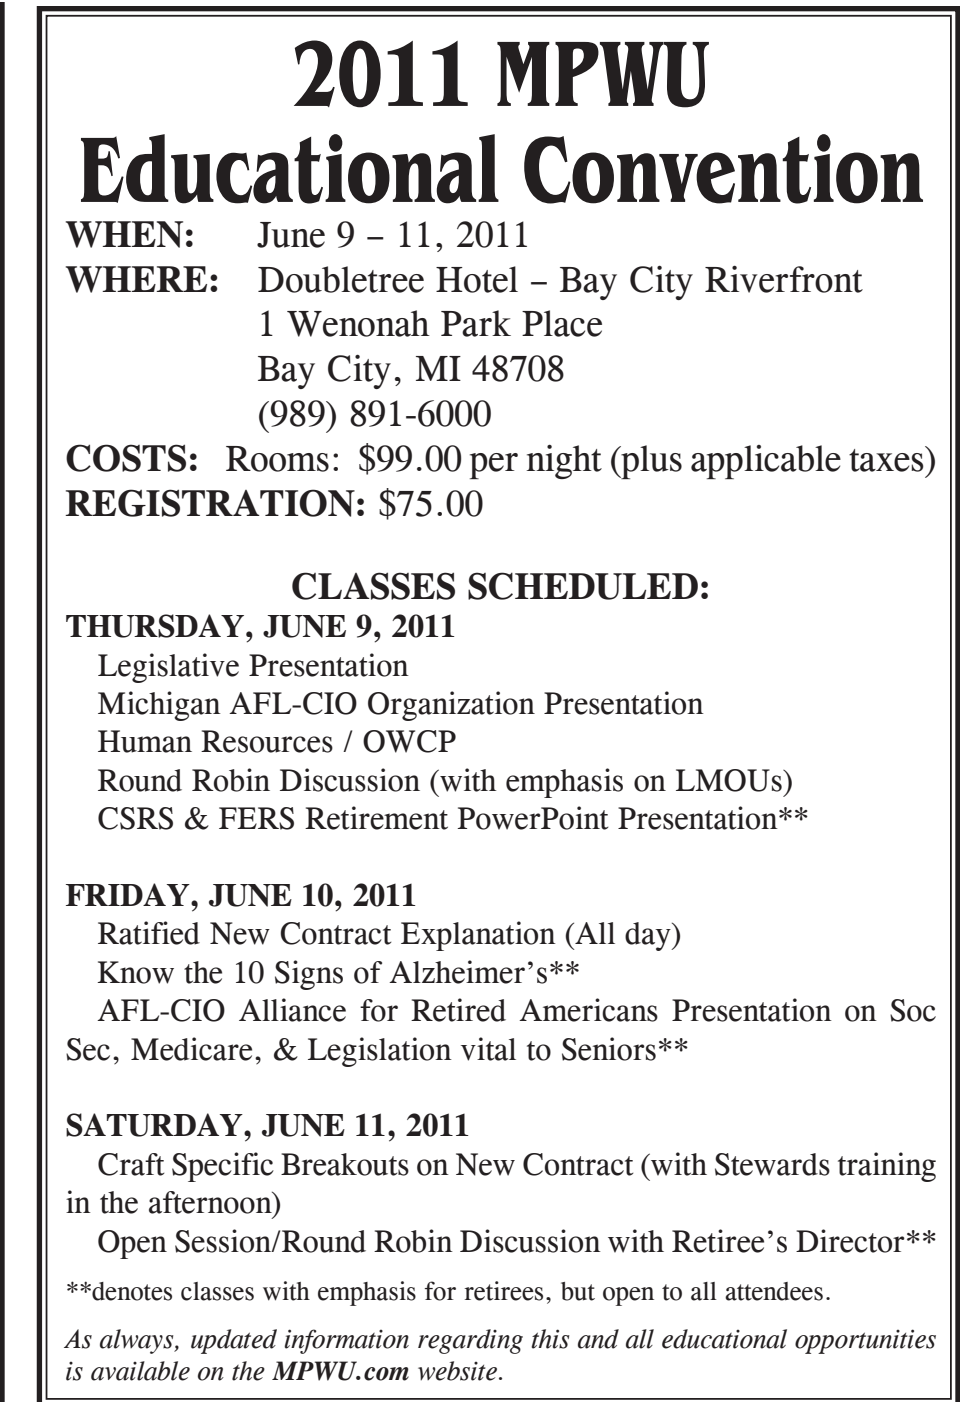 2011 MPWU
Educational Convention
WHEN: June 9 – 11, 2011
WHERE: Doubletree Hotel – Bay City Riverfront
1 Wenonah Park Place
Bay City, MI 48708
(989) 891-6000
COSTS: Rooms: $99.00 per night (plus applicable taxes)
REGISTRATION: $75.00
CLASSES SCHEDULED:
THURSDAY, JUNE 9, 2011
Legislative Presentation
Michigan AFL-CIO Organization Presentation
Human Resources / OWCP
Round Robin Discussion (with emphasis on LMOUs)
CSRS & FERS Retirement PowerPoint Presentation**
FRIDAY, JUNE 10, 2011
Ratified New Contract Explanation (All day)
Know the 10 Signs of Alzheimer's**
AFL-CIO Alliance for Retired Americans Presentation on Soc
Sec, Medicare, & Legislation vital to Seniors**
SATURDAY, JUNE 11, 2011
Craft Specific Breakouts on New Contract (with Stewards training
in the afternoon)
Open Session/Round Robin Discussion with Retiree's Director**
**denotes classes with emphasis for retirees, but open to all attendees.
As always, updated information regarding this and all educational opportunities
is available on the MPWU.com website.